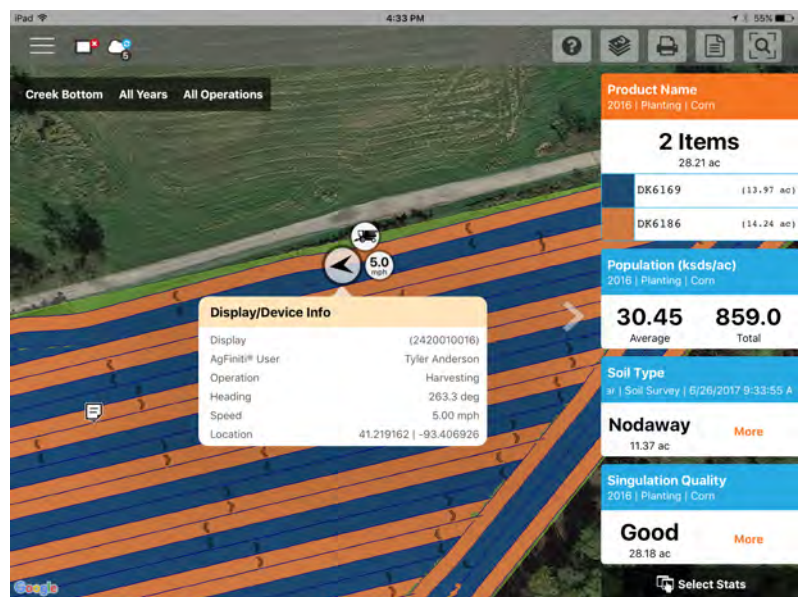 iPad 4:33 PM 55%
5
Creek Bottom All Years All Operations
Product Name
2016 | Planting | Corn
2 Items
28.21 ac
DK6169 (13.97 ac)
DK6186 (14.24 ac)
5.0
mph
Display/Device Info
Display (2420010016)
AgFiniti® User Tyler Anderson
Operation Harvesting
Heading 263.3 deg
Speed 5.00 mph
Location 41.219162 | -93.406926
Population (ksds/ac)
2016 | Planting | Corn
30.45 859.0
Average Total
Soil Type
ar | Soil Survey | 6/26/2017 9:33:55 A
Nodaway More
11.37 ac
Singulation Quality
2016 | Planting | Corn
Good More
28.18 ac
Select Stats
Google